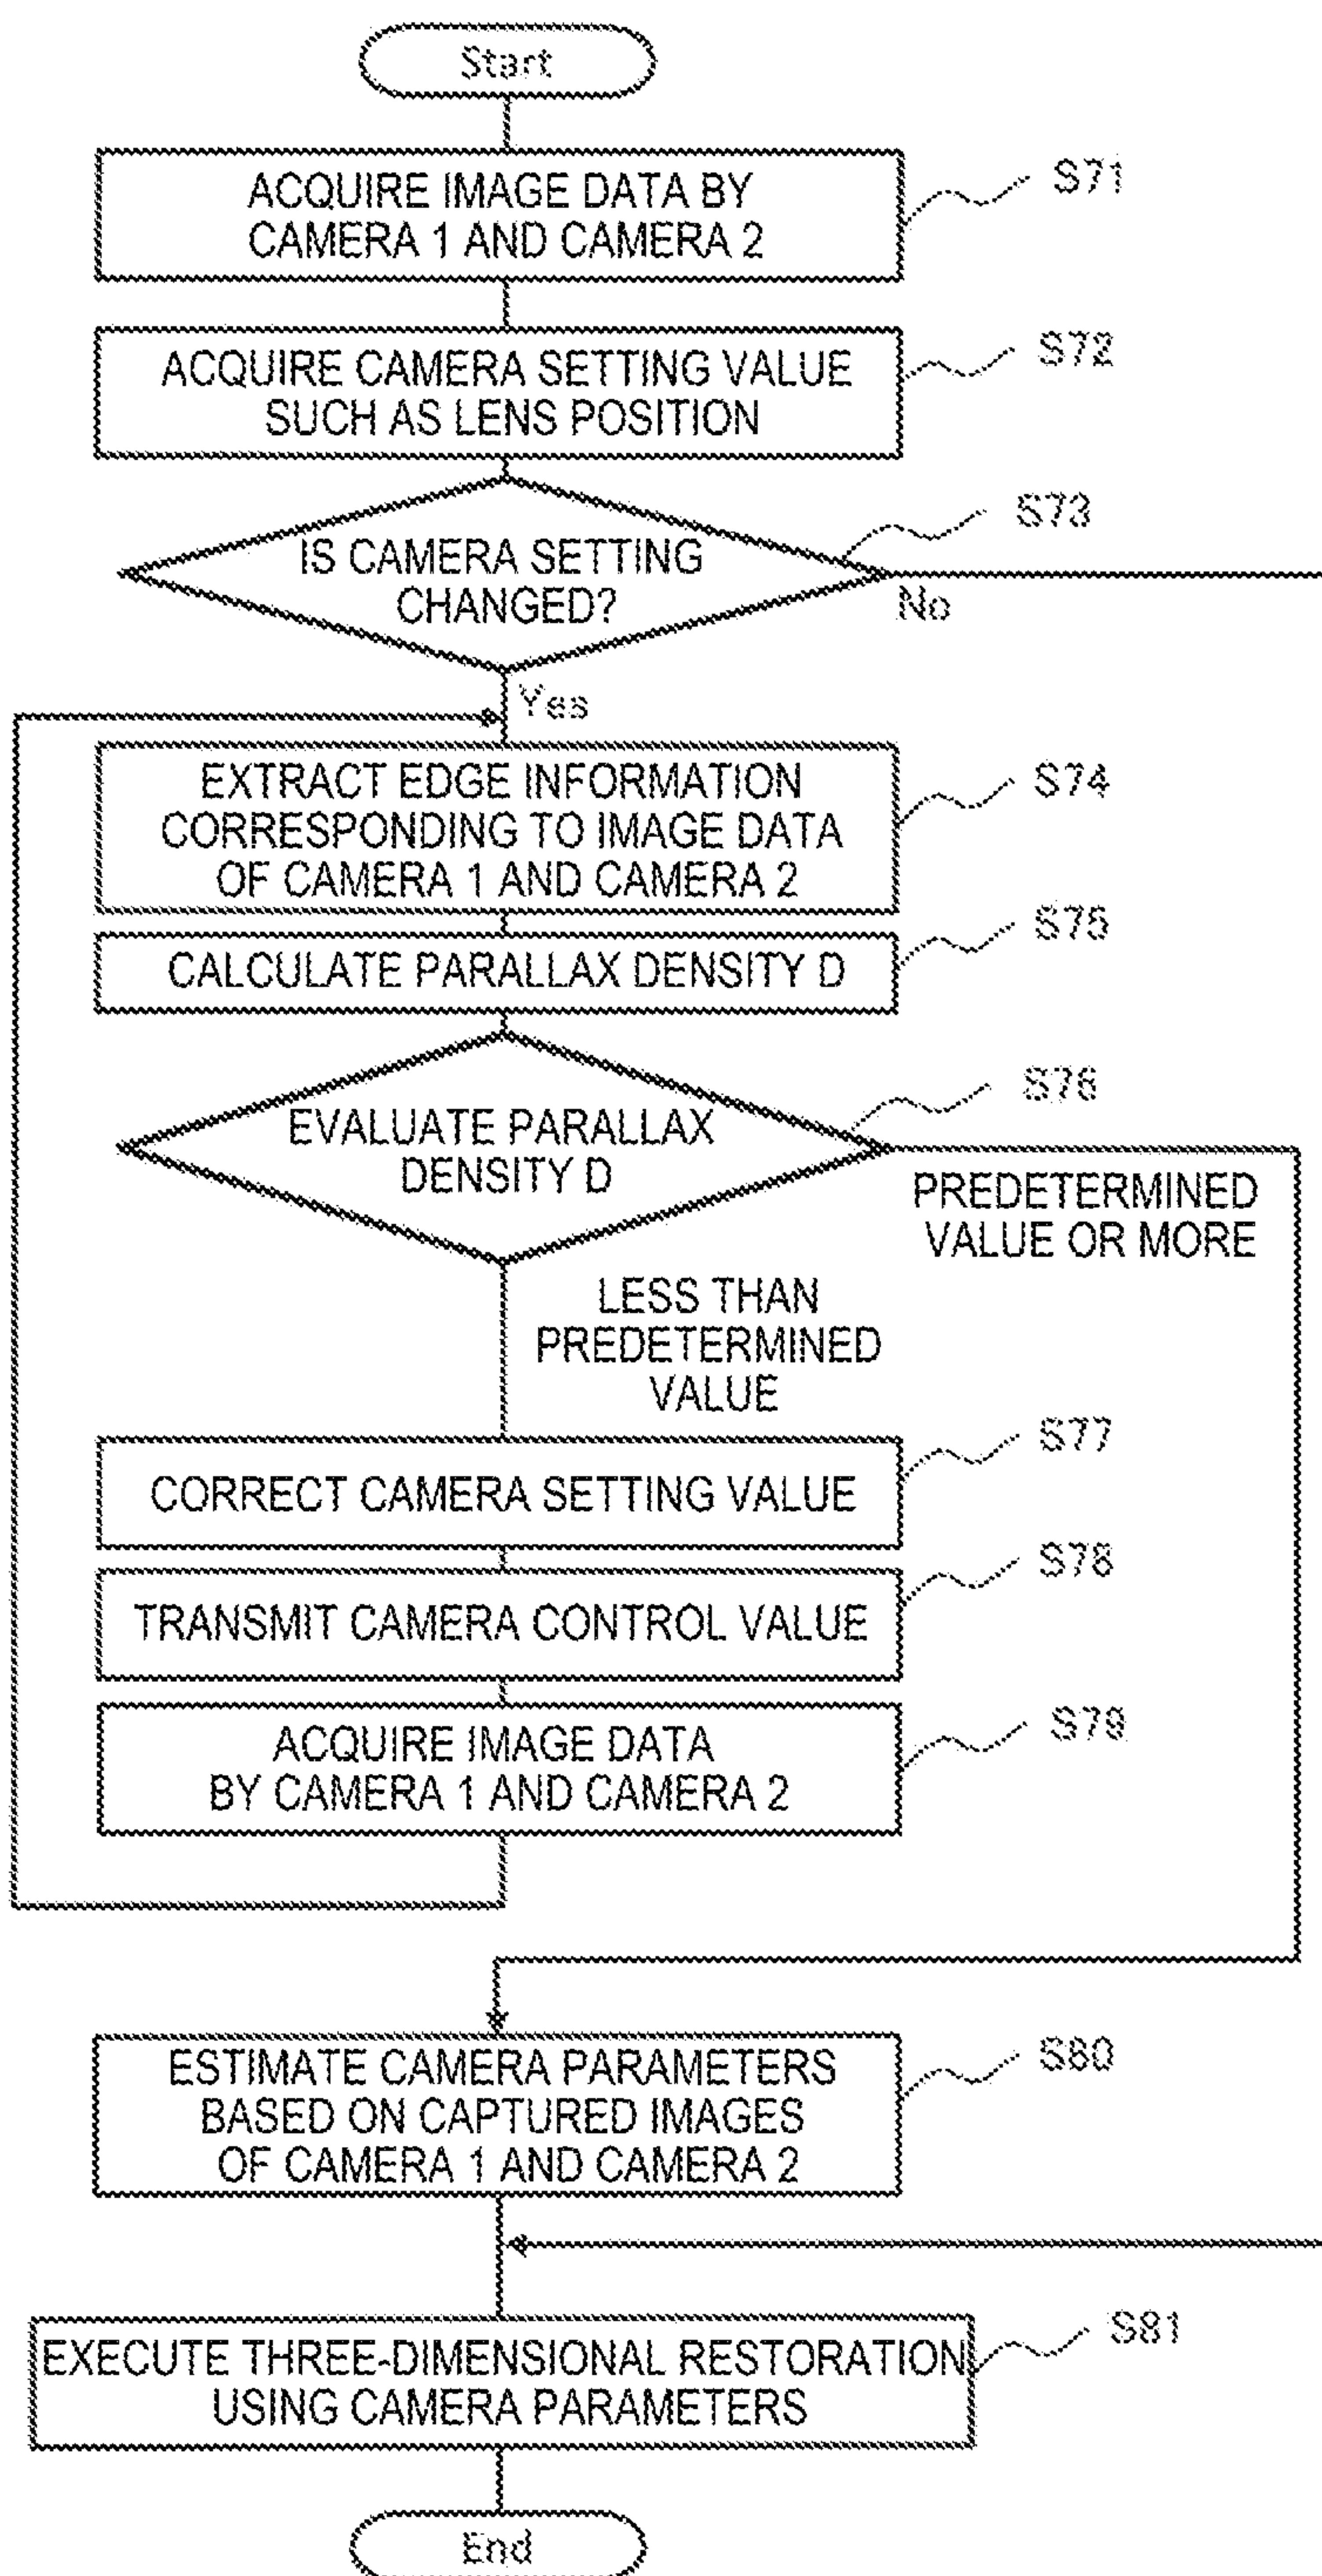 Start
ACQUIRE IMAGE DATA BY
CAMERA 1 AND CAMERA 2
S71
ACQUIRE CAMERA SETTING VALUE
SUCH AS LENS POSITION
S72
IS CAMERA SETTING
CHANGED?
S73
No
Yes
EXTRACT EDGE INFORMATION
CORRESPONDING TO IMAGE DATA
OF CAMERA 1 AND CAMERA 2
S74
CALCULATE PARALLAX DENSITY D
S75
EVALUATE PARALLAX
DENSITY D
S76
PREDETERMINED
VALUE OR MORE
LESS THAN
PREDETERMINED
VALUE
CORRECT CAMERA SETTING VALUE
S77
TRANSMIT CAMERA CONTROL VALUE
S78
ACQUIRE IMAGE DATA
BY CAMERA 1 AND CAMERA 2
S79
ESTIMATE CAMERA PARAMETERS
BASED ON CAPTURED IMAGES
OF CAMERA 1 AND CAMERA 2
S80
EXECUTE THREE-DIMENSIONAL RESTORATION
USING CAMERA PARAMETERS
S81
End